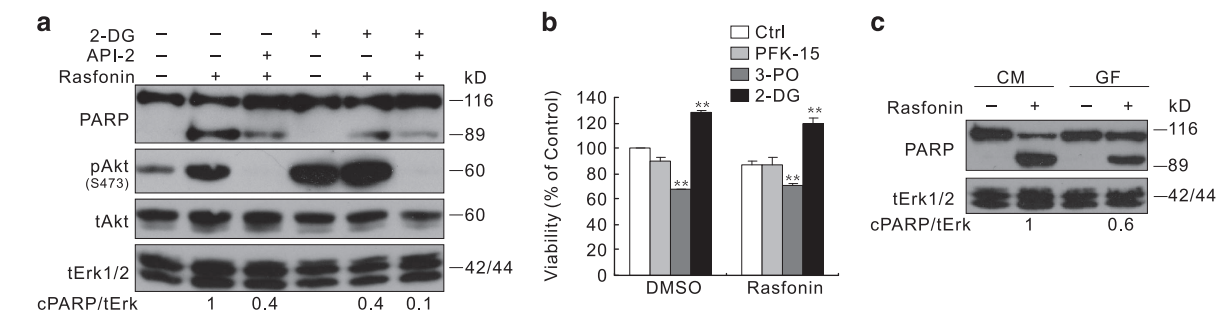 a
2-DG – – – + + +
API-2 – – + – – +
Rasfonin – + + – + + kD
PARP –116
–89
pAkt –60
(S473)
tAkt –60
tErk1/2 –42/44
cPARP/tErk 1 0.4 0.4 0.1
b
Ctrl
PFK-15
3-PO
2-DG
Viability (% of Control)
140
120
100
80
60
40
20
0
** ** ** **
DMSO Rasfonin
c
CM GF
Rasfonin – + – + kD
PARP –116
–89
tErk1/2 –42/44
cPARP/tErk 1 0.6